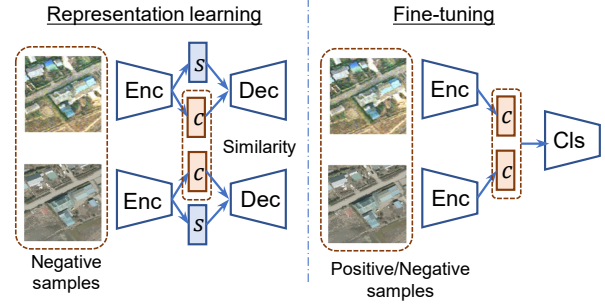 Representation learning
Enc
s
c
Dec
Similarity
Enc
c
s
Dec
Negative
samples
Fine-tuning
Enc
c
Cls
Enc
c
Positive/Negative
samples